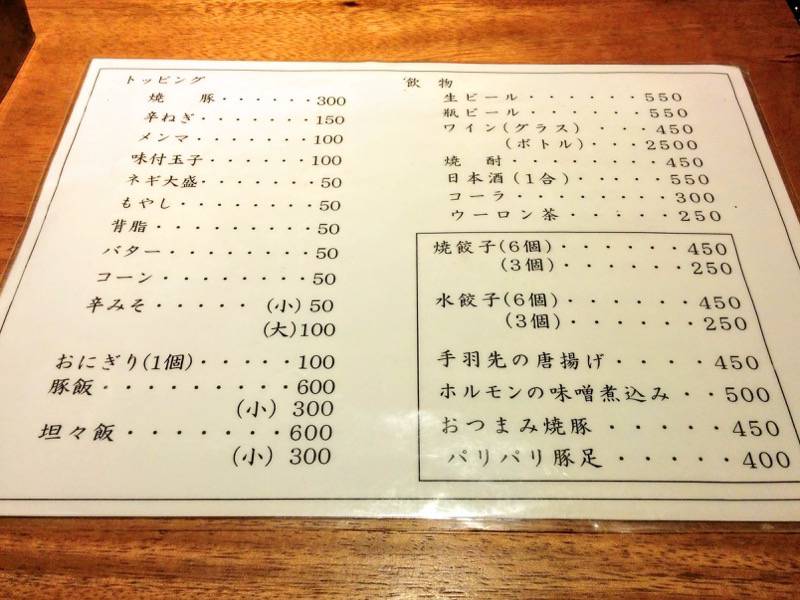 トッピング
焼　豚・・・・・・300
辛ねぎ・・・・・・150
メンマ・・・・・・100
味付玉子・・・・・100
ネギ大盛・・・・・・50
もやし・・・・・・・50
背脂・・・・・・・・50
バター・・・・・・・50
コーン・・・・・・・50
辛みそ・・・・・(小) 50
(大)100
おにぎり(1個)・・・・・100
豚飯・・・・・・・・・600
(小) 300
坦々飯・・・・・・・600
(小) 300
飲　物
生ビール・・・・・・550
瓶ビール・・・・・・550
ワイン(グラス) ・・・450
(ボトル)・・・2500
焼　酎・・・・・・・450
日本酒(1合)・・・・・550
コーラ・・・・・・・300
ウーロン茶・・・・・250
焼餃子(6個)・・・・・・450
(3個)・・・・・・250
水餃子(6個)・・・・・・450
(3個)・・・・・・250
手羽先の唐揚げ・・・・450
ホルモンの味噌煮込み・・500
おつまみ焼豚・・・・・450
パリパリ豚足・・・・・400